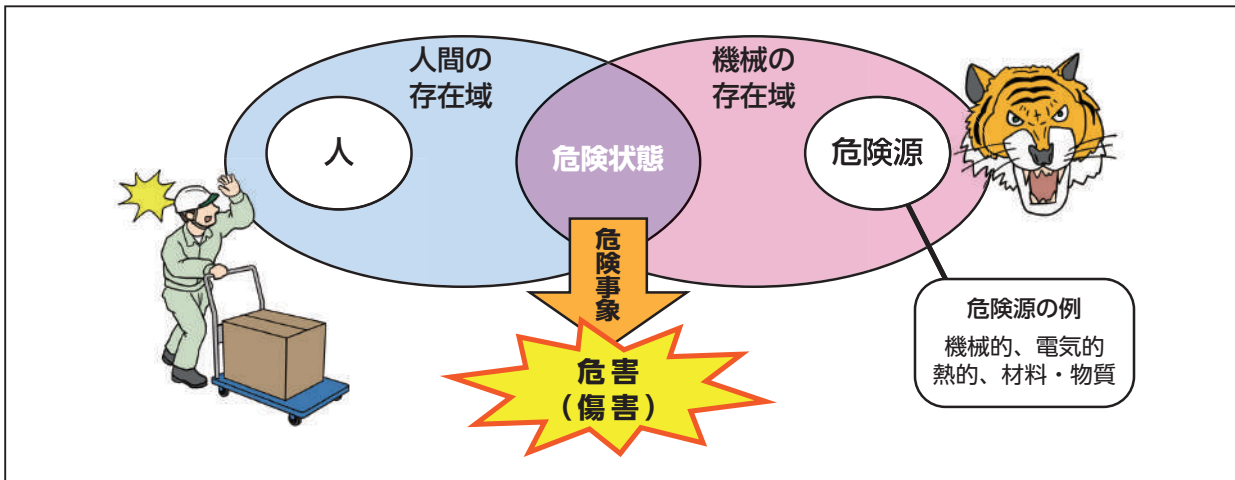 人間の
存在域
機械の
存在域
人
危険状態
危険源
危険事象
危害
（傷害）
危険源の例
機械的、電気的
熱的、材料・物質